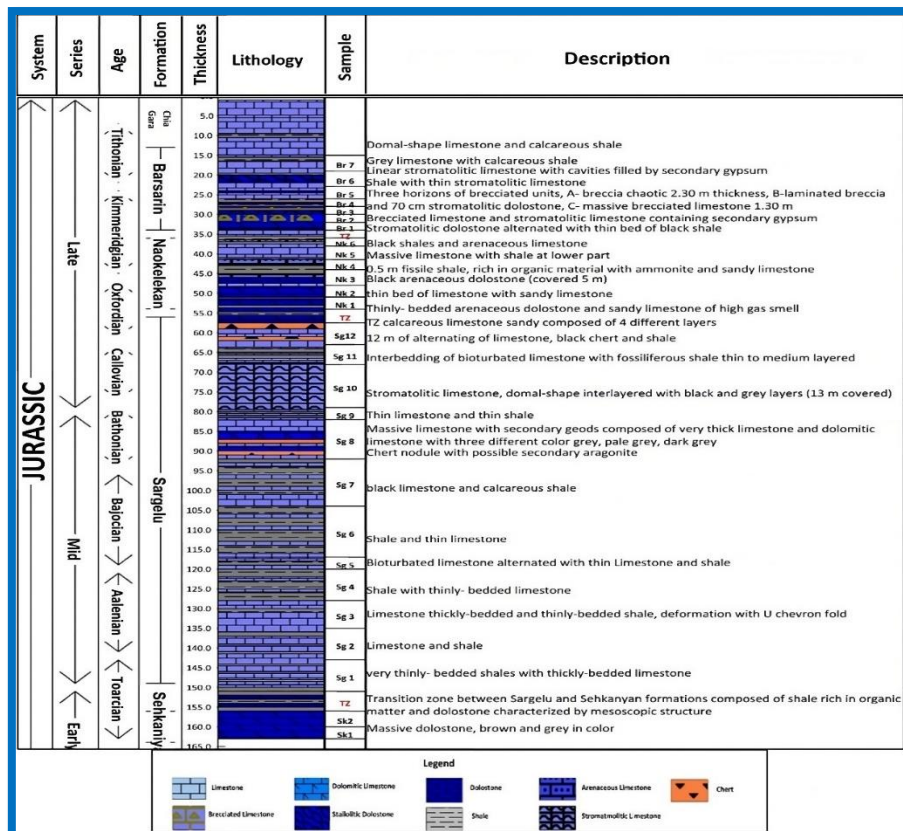 System
Series
Age
Formation
Thickness
Lithology
Sample
Description
JURASSIC
Late
Mid
Early
Tithonian
Kimmeridgian
Oxfordian
Callovian
Bathonian
Bajocian
Aalenian
Toarcian
Chia
Gara
Barsarin
Naokelekan
Sargelu
Sehkaniy
5.0
10.0
15.0
20.0
25.0
30.0
35.0
40.0
45.0
50.0
55.0
60.0
65.0
70.0
75.0
80.0
85.0
90.0
95.0
100.0
105.0
110.0
115.0
120.0
125.0
130.0
135.0
140.0
145.0
150.0
155.0
160.0
165.0
Br 7
Br 6
Br 5
Br 4
Br 3
Br 2
Br 1
TZ
Nk 6
Nk 5
Nk 4
Nk 3
Nk 2
Nk 1
TZ
Sg12
Sg 11
Sg 10
Sg 9
Sg 8
Sg 7
Sg 6
Sg 5
Sg 4
Sg 3
Sg 2
Sg 1
TZ
Sk2
Sk1
Domal-shape limestone and calcareous shale
Grey limestone with calcareous shale
Linear stromatolitic limestone with cavities filled by secondary gypsum
Shale with thin stromatolitic limestone
Three horizons of brecciated units, A- breccia chaotic 2.30 m thickness, B-laminated breccia
and 70 cm stromatolitic dolostone, C- massive brecciated limestone 1.30 m
Brecciated limestone and stromatolitic limestone containing secondary gypsum
Stromatolitic dolostone alternated with thin bed of black shale
Black shales and arenaceous limestone
Massive limestone with shale at lower part
0.5 m fissile shale, rich in organic material with ammonite and sandy limestone
Black arenaceous dolostone (covered 5 m)
thin bed of limestone with sandy limestone
Thinly- bedded arenaceous dolostone and sandy limestone of high gas smell
TZ calcareous limestone sandy composed of 4 different layers
12 m of alternating of limestone, black chert and shale
Interbedding of bioturbated limestone with fossiliferous shale thin to medium layered
Stromatolitic limestone, domal-shape interlayered with black and grey layers (13 m covered)
Thin limestone and thin shale
Massive limestone with secondary geods composed of very thick limestone and dolomitic
limestone with three different color grey, pale grey, dark grey
Chert nodule with possible secondary aragonite
black limestone and calcareous shale
Shale and thin limestone
Bioturbated limestone alternated with thin Limestone and shale
Shale with thinly- bedded limestone
Limestone thickly-bedded and thinly-bedded shale, deformation with U chevron fold
Limestone and shale
very thinly- bedded shales with thickly-bedded limestone
Transition zone between Sargelu and Sehkanyan formations composed of shale rich in organic
matter and dolostone characterized by mesoscopic structure
Massive dolostone, brown and grey in color
Legend
Limestone
Dolomitic Limestone
Dolostone
Arenaceous Limestone
Chert
Brecciated Limestone
Dolostone
Shale